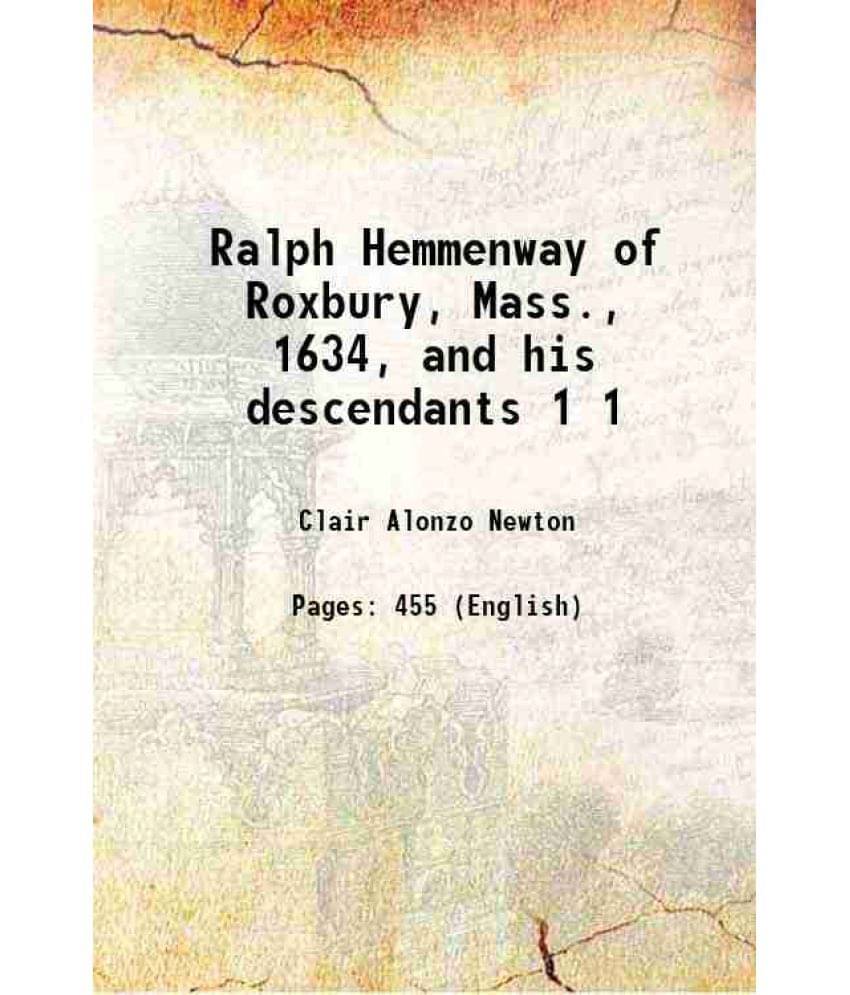 Ralph Hemmenway of
Roxbury, Mass.,
1634, and his
descendants 1 1
Clair Alonzo Newton
Pages: 455 (English)